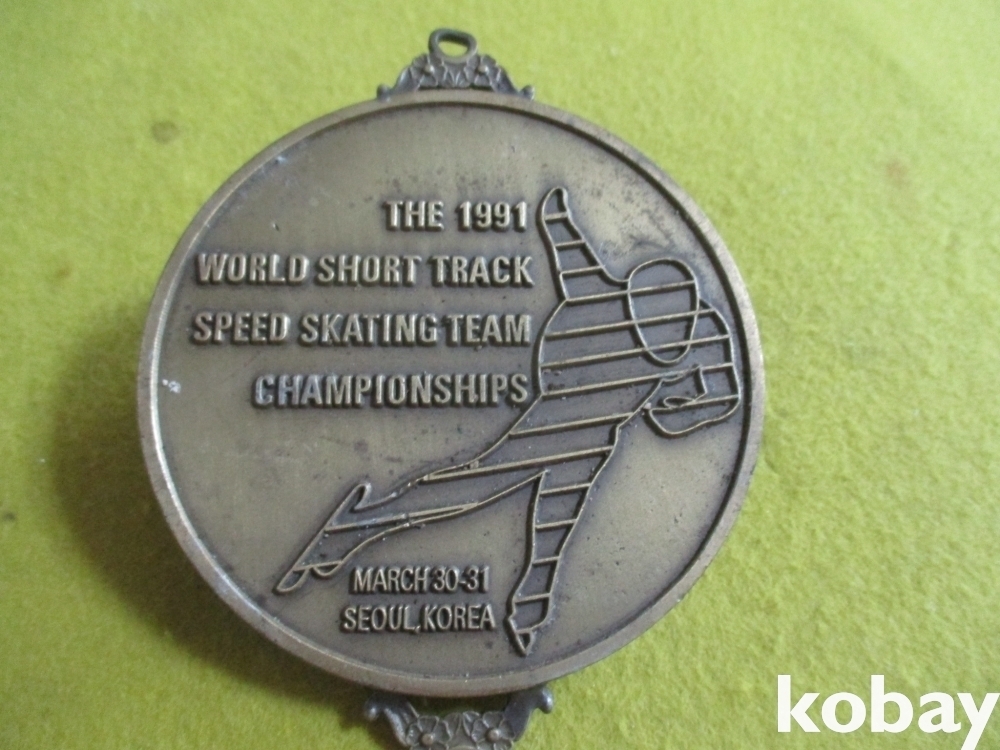 THE 1991
WORLD SHORT TRACK
SPEED SKATING TEAM
CHAMPIONSHIPS
MARCH 30-31
SEOUL, KOREA
kobay